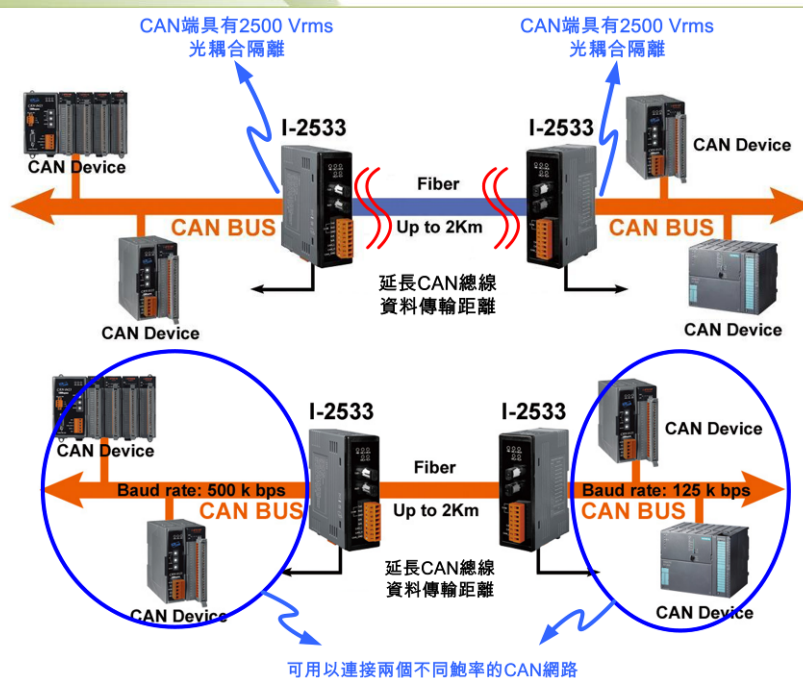 CAN端具有2500 Vrms
光耦合隔離
CAN端具有2500 Vrms
光耦合隔離
I-2533
I-2533
CAN Device
CAN Device
Fiber
CAN BUS
Up to 2Km
CAN BUS
延長CAN總線
資料傳輸距離
CAN Device
CAN Device
I-2533
I-2533
CAN Device
CAN Device
Fiber
Baud rate: 500 k bps
Baud rate: 125 k bps
CAN BUS
Up to 2Km
CAN BUS
延長CAN總線
資料傳輸距離
CAN Device
CAN Device
可用以連接兩個不同鮑率的CAN網路